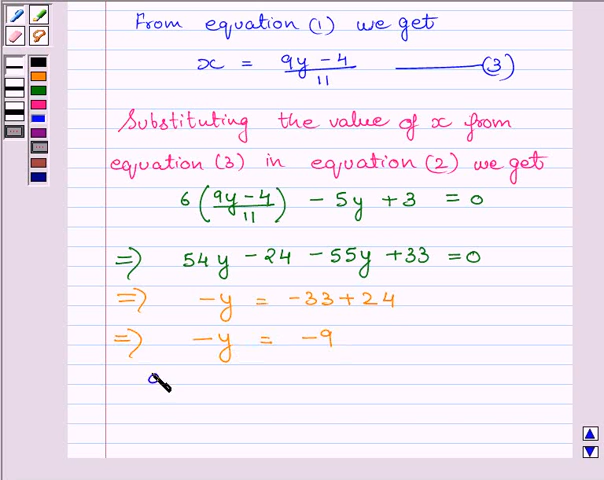 From equation (1) we get
x = 9y-4/11 ——— (3)
Substituting the value of x from
equation (3) in equation (2) we get
6 (9y-4/11) - 5y + 3 = 0
⇒ 54y - 24 - 55y + 33 = 0
⇒ -y = -33 + 24
⇒ -y = -9